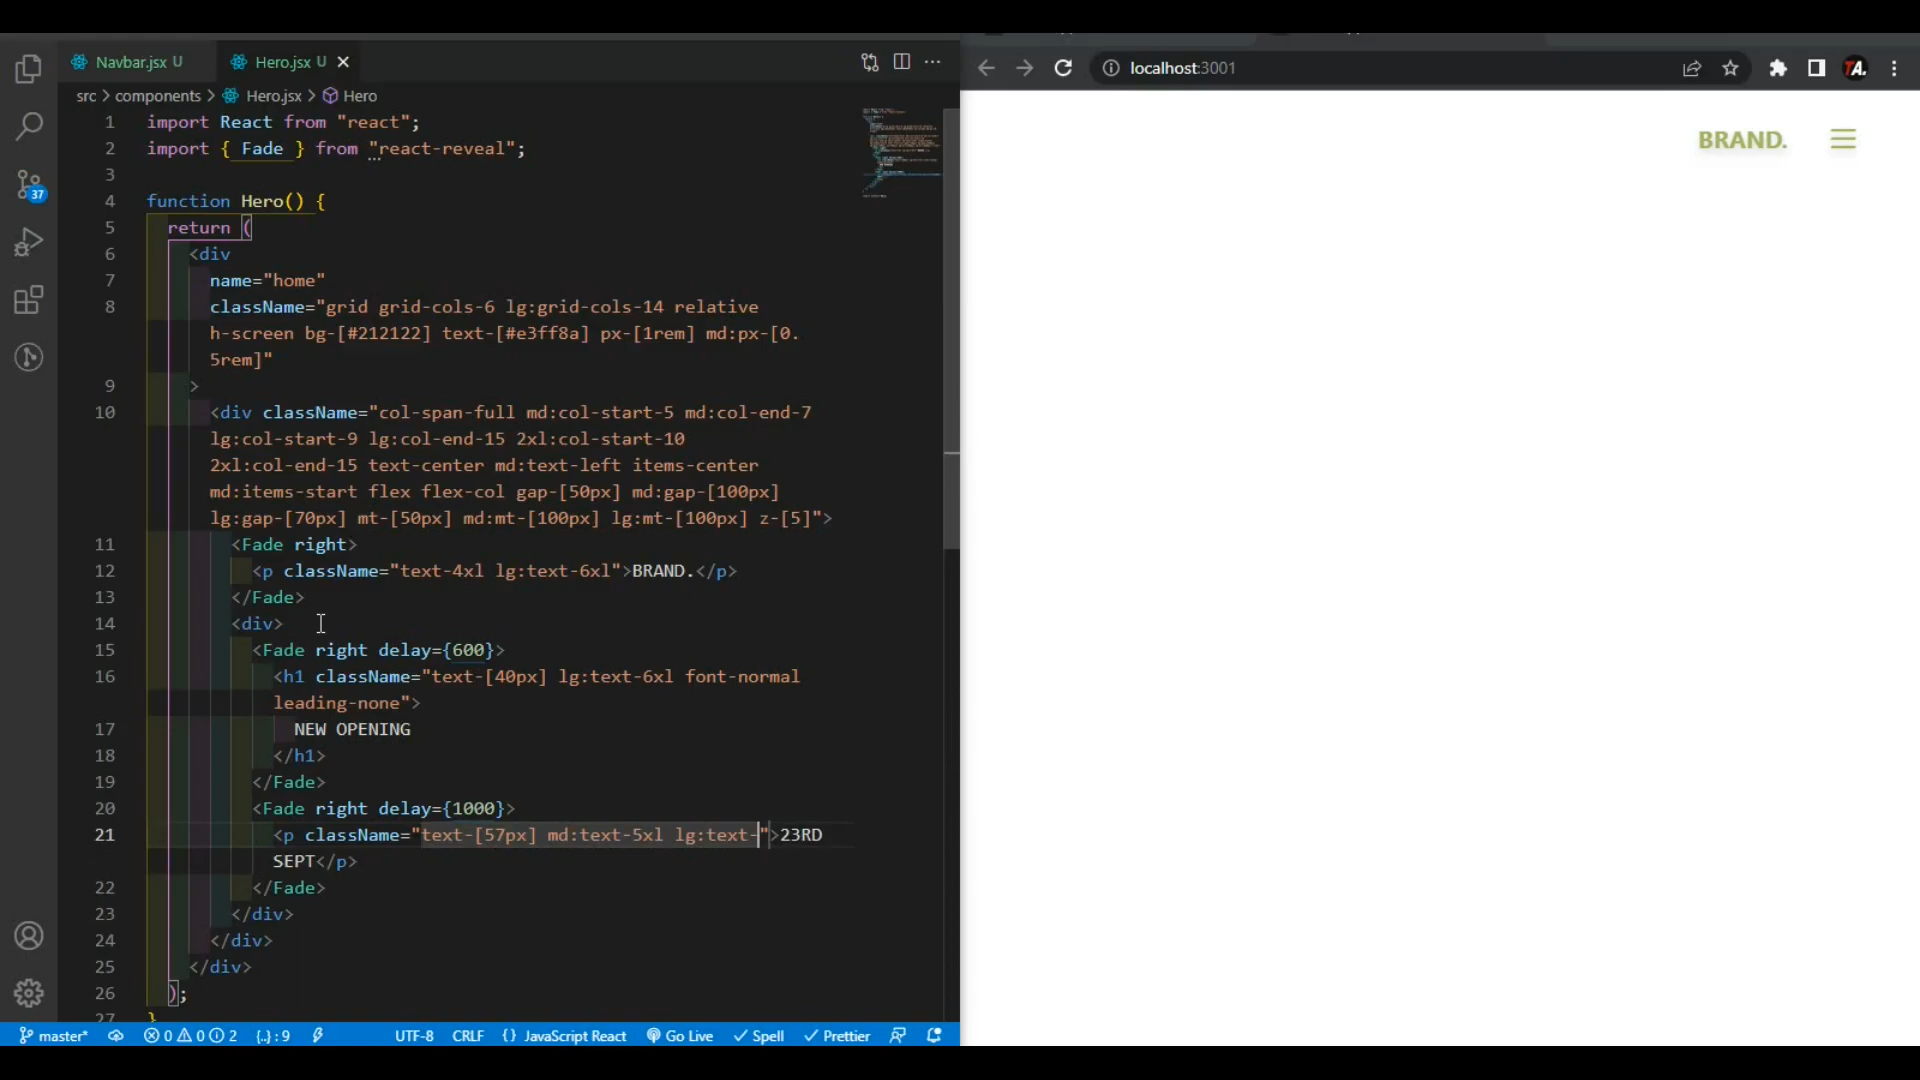 Navbar.jsx U
Hero.jsx U
localhost:3001
src > components > Hero.jsx > Hero
BRAND.
1 import React from "react";
2 import { Fade } from "react-reveal";
3
4 function Hero() {
5 return (
6 <div
7 name="home"
8 className="grid grid-cols-6 lg:grid-cols-14 relative
h-screen bg-[#212122] text-[#e3ff8a] px-[1rem] md:px-[0.
5rem]"
9 >
10 <div className="col-span-full md:col-start-5 md:col-end-7
lg:col-start-9 lg:col-end-15 2xl:col-start-10
2xl:col-end-15 text-center md:text-left items-center
md:items-start flex flex-col gap-[50px] md:gap-[100px]
lg:gap-[70px] mt-[50px] md:mt-[100px] lg:mt-[100px] z-[5]">
11 <Fade right>
12 <p className="text-4xl lg:text-6xl">BRAND.</p>
13 </Fade>
14 <div>
15 <Fade right delay={600}>
16 <h1 className="text-[40px] lg:text-6xl font-normal
leading-none">
17 NEW OPENING
18 </h1>
19 </Fade>
20 <Fade right delay={1000}>
21 <p className="text-[57px] md:text-5xl lg:text-">23RD
SEPT</p>
22 </Fade>
23 </div>
24 </div>
25 </div>
26 );
27 }
37
master* 0 0 2 {..} : 9 UTF-8 CRLF {} JavaScript React Go Live Spell Prettier
TA.